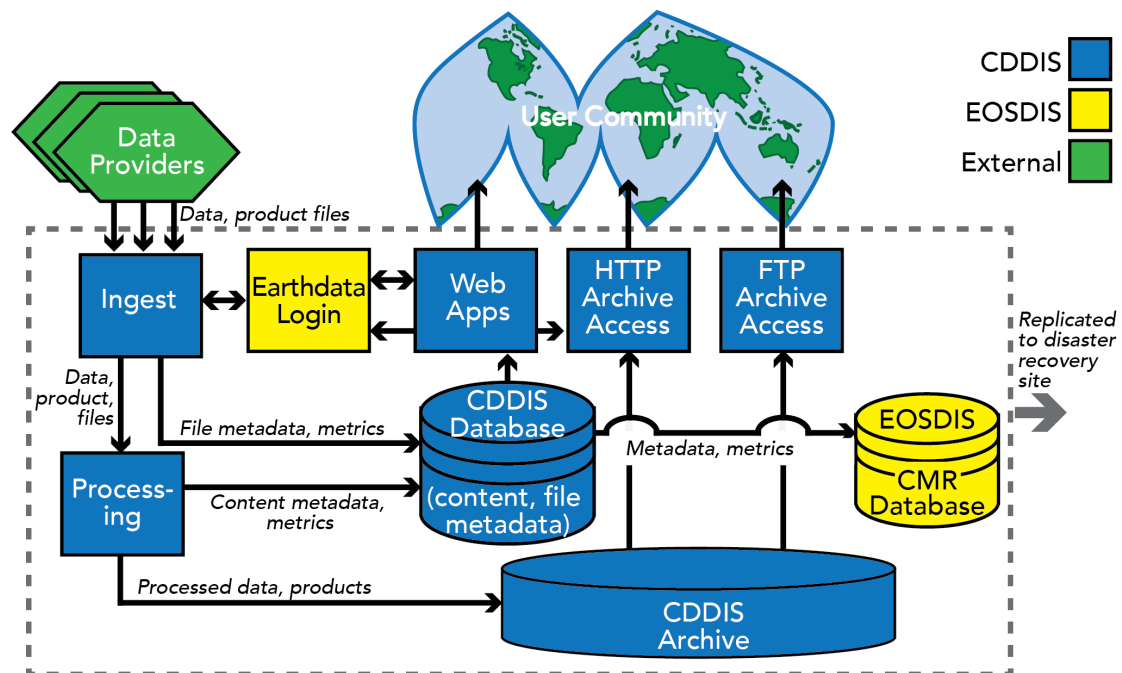 CDDIS
EOSDIS
External
Data
Providers
User Community
Data, product files
Ingest
Earthdata
Login
Web
Apps
HTTP
Archive
Access
FTP
Archive
Access
Replicated
to disaster
recovery
site
Data,
product,
files
File metadata, metrics
CDDIS
Database
(content, file
metadata)
Metadata, metrics
EOSDIS
CMR
Database
Process-
ing
Content metadata,
metrics
Processed data, products
CDDIS
Archive